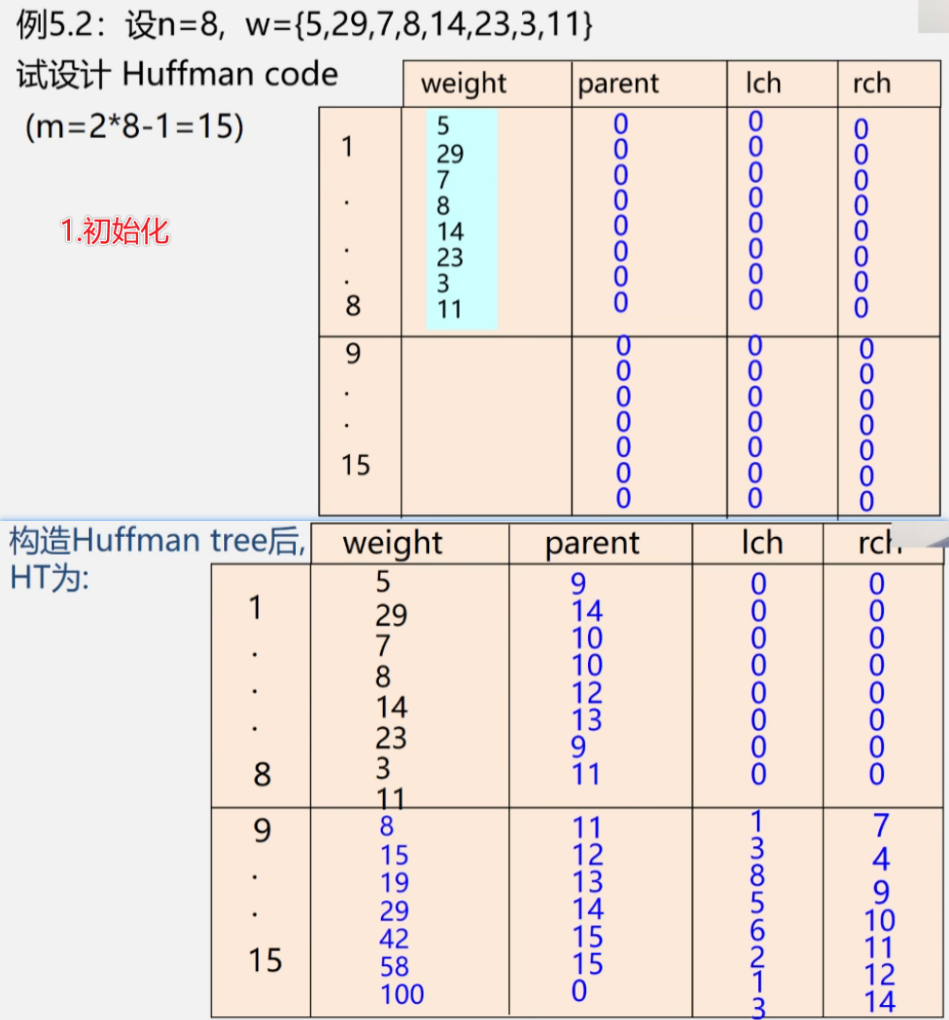 例5.2：设n=8, w={5,29,7,8,14,23,3,11}
试设计 Huffman code
(m=2*8-1=15)
1.初始化
weight parent lch rch
1 5 0 0 0
. 29 0 0 0
7 0 0 0
. 8 0 0 0
14 0 0 0
. 23 0 0 0
. 3 0 0 0
8 11 0 0 0
9 0 0 0
0 0 0
. 0 0 0
. 0 0 0
0 0 0
15 0 0 0
0 0 0
构造Huffman tree后,
HT为:
weight parent lch rch
1 5 9 0 0
29 14 0 0
. 7 10 0 0
8 10 0 0
. 14 12 0 0
. 23 13 0 0
3 9 0 0
8 11 11 0 0
9 8 11 1 7
15 12 3 4
. 19 13 8 9
. 29 14 5 10
42 15 6 11
15 58 15 2 12
100 0 1 14
3